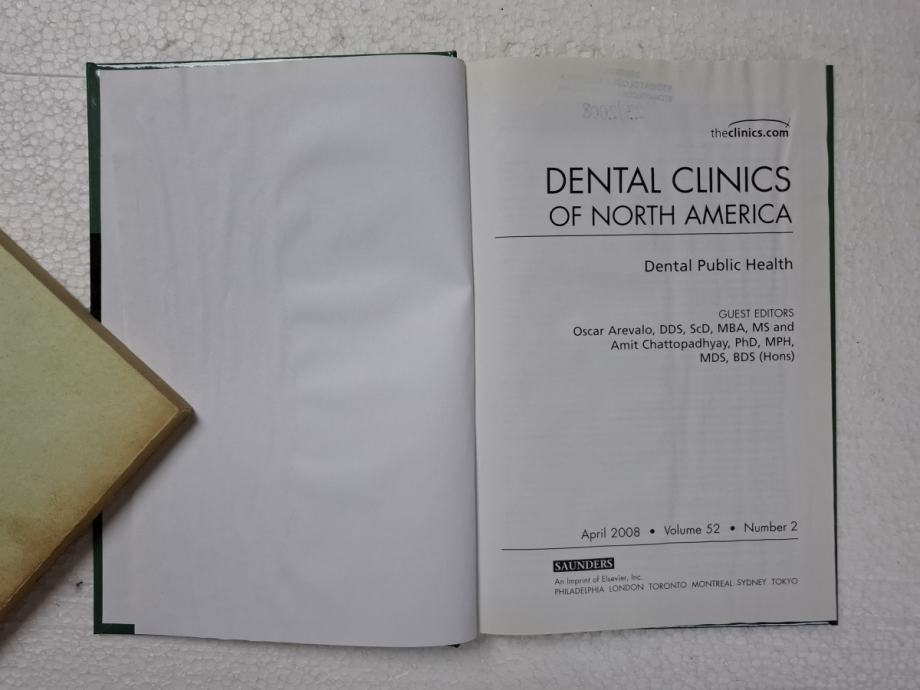 theclinics.com
DENTAL CLINICS
OF NORTH AMERICA
Dental Public Health
GUEST EDITORS
Oscar Arevalo, DDS, ScD, MBA, MS and
Amit Chattopadhyay, PhD, MPH,
MDS, BDS (Hons)
April 2008 • Volume 52 • Number 2
SAUNDERS
An Imprint of Elsevier, Inc.
PHILADELPHIA LONDON TORONTO MONTREAL SYDNEY TOKYO